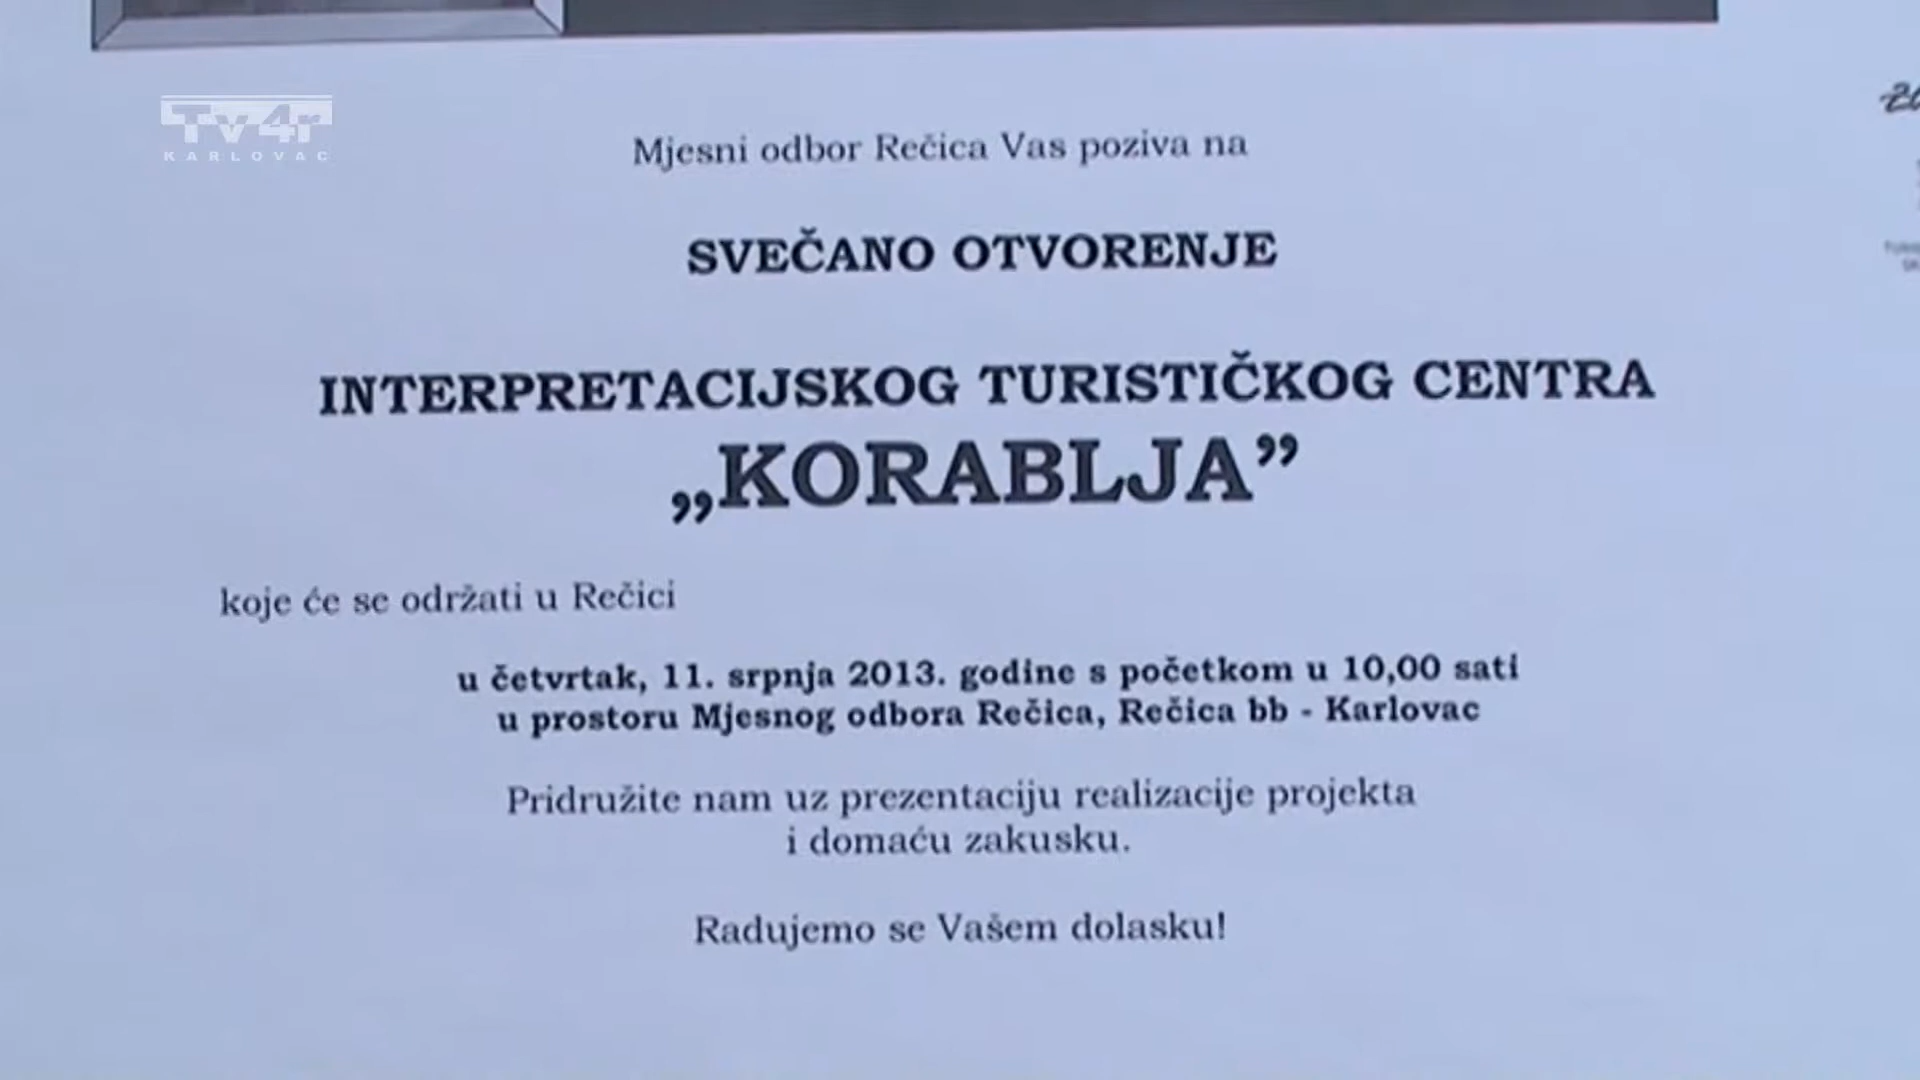 Tv4r
KARLOVAC
Mjesni odbor Rečica Vas poziva na
SVEČANO OTVORENJE
INTERPRETACIJSKOG TURISTIČKOG CENTRA
„KORABLJA”
koje će se održati u Rečici
u četvrtak, 11. srpnja 2013. godine s početkom u 10,00 sati
u prostoru Mjesnog odbora Rečica, Rečica bb - Karlovac
Pridružite nam uz prezentaciju realizacije projekta
i domaću zakusku.
Radujemo se Vašem dolasku!